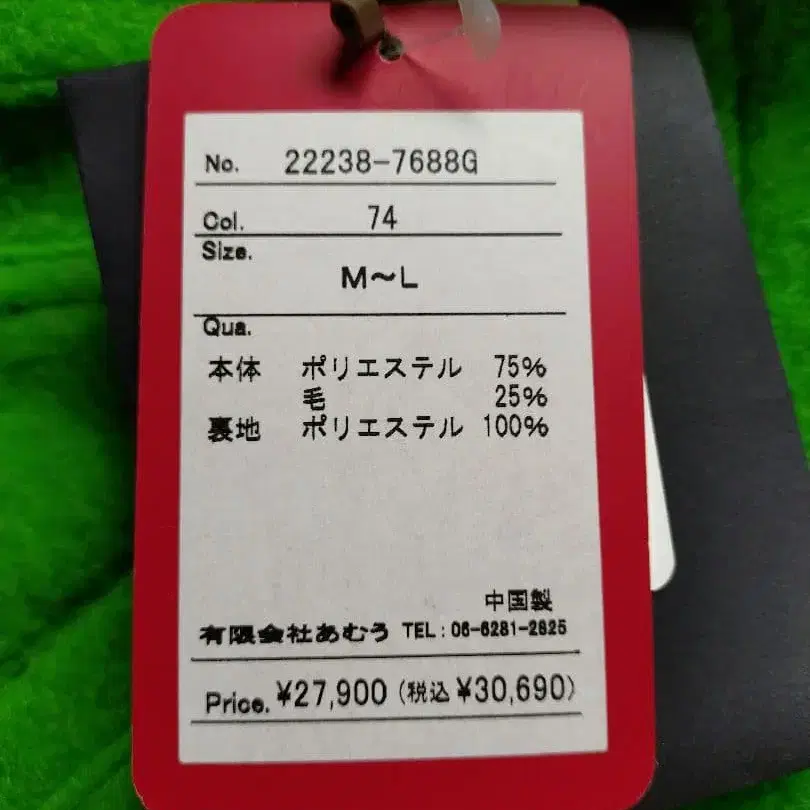 No. 22238-7688G
Col. 74
Size.
M～L
Qua.
本体 ポリエステル 75%
毛 25%
裏地 ポリエステル 100%
中国製
有限会社あむう TEL：06-6281-2825
Price. ¥27,900（税込¥30,690）